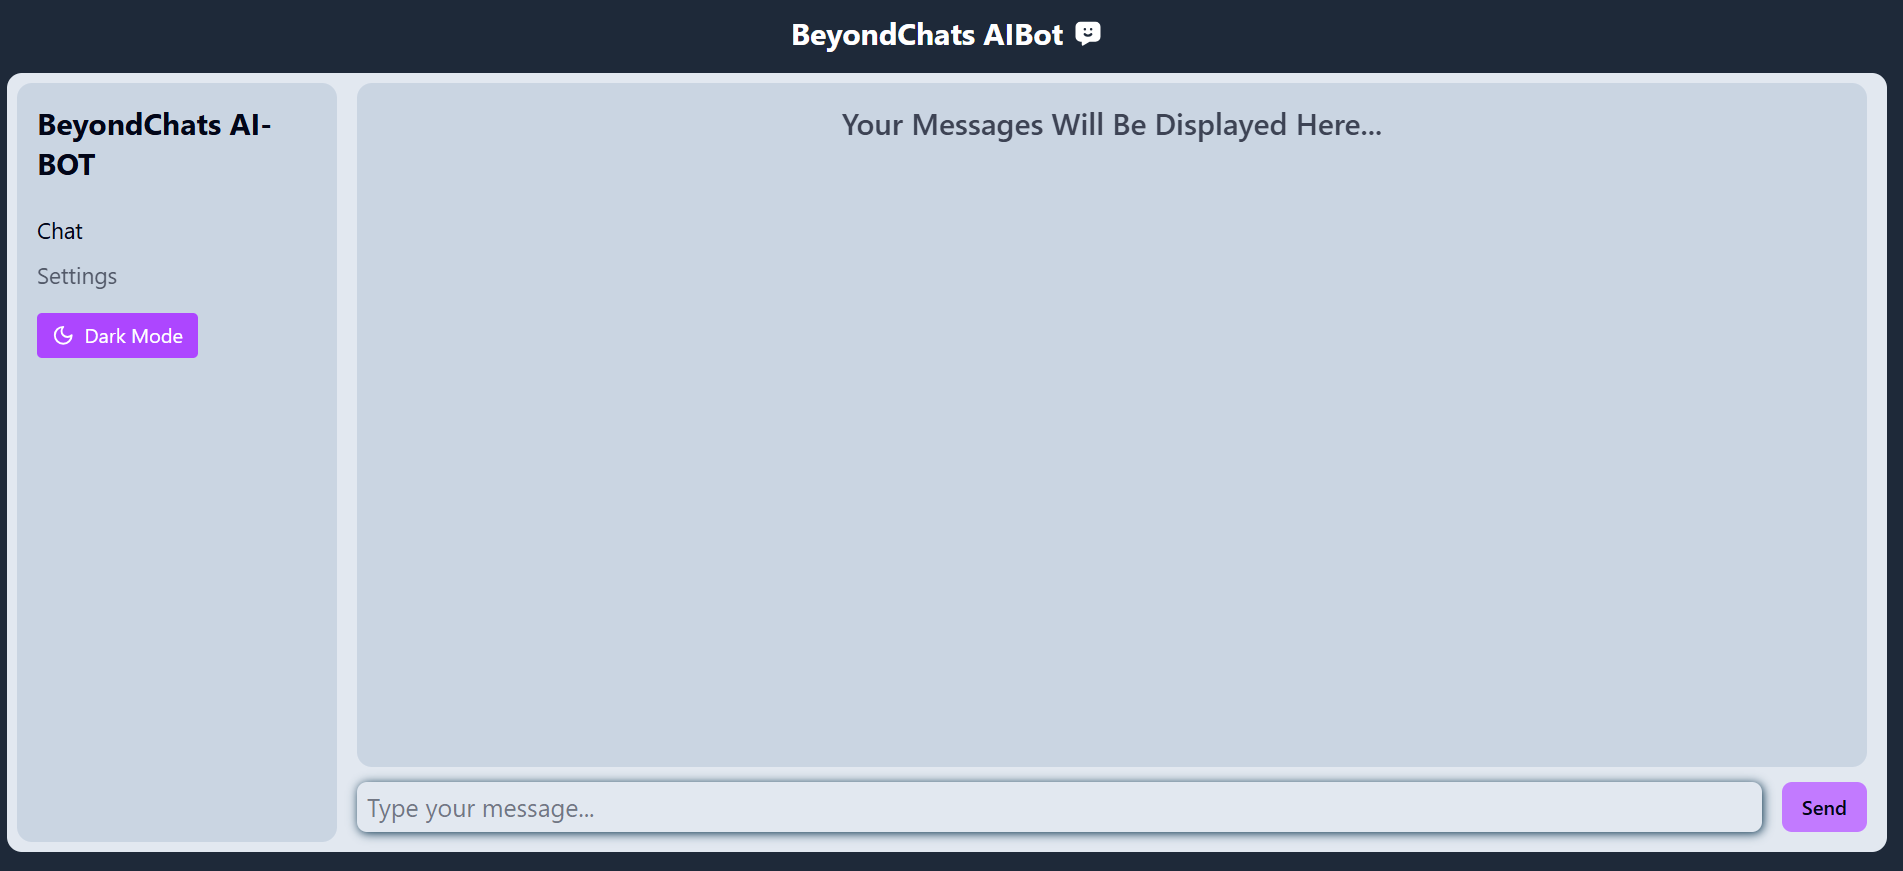 BeyondChats AIBot
BeyondChats AI-
BOT
Chat
Settings
Dark Mode
Your Messages Will Be Displayed Here...
Type your message...
Send